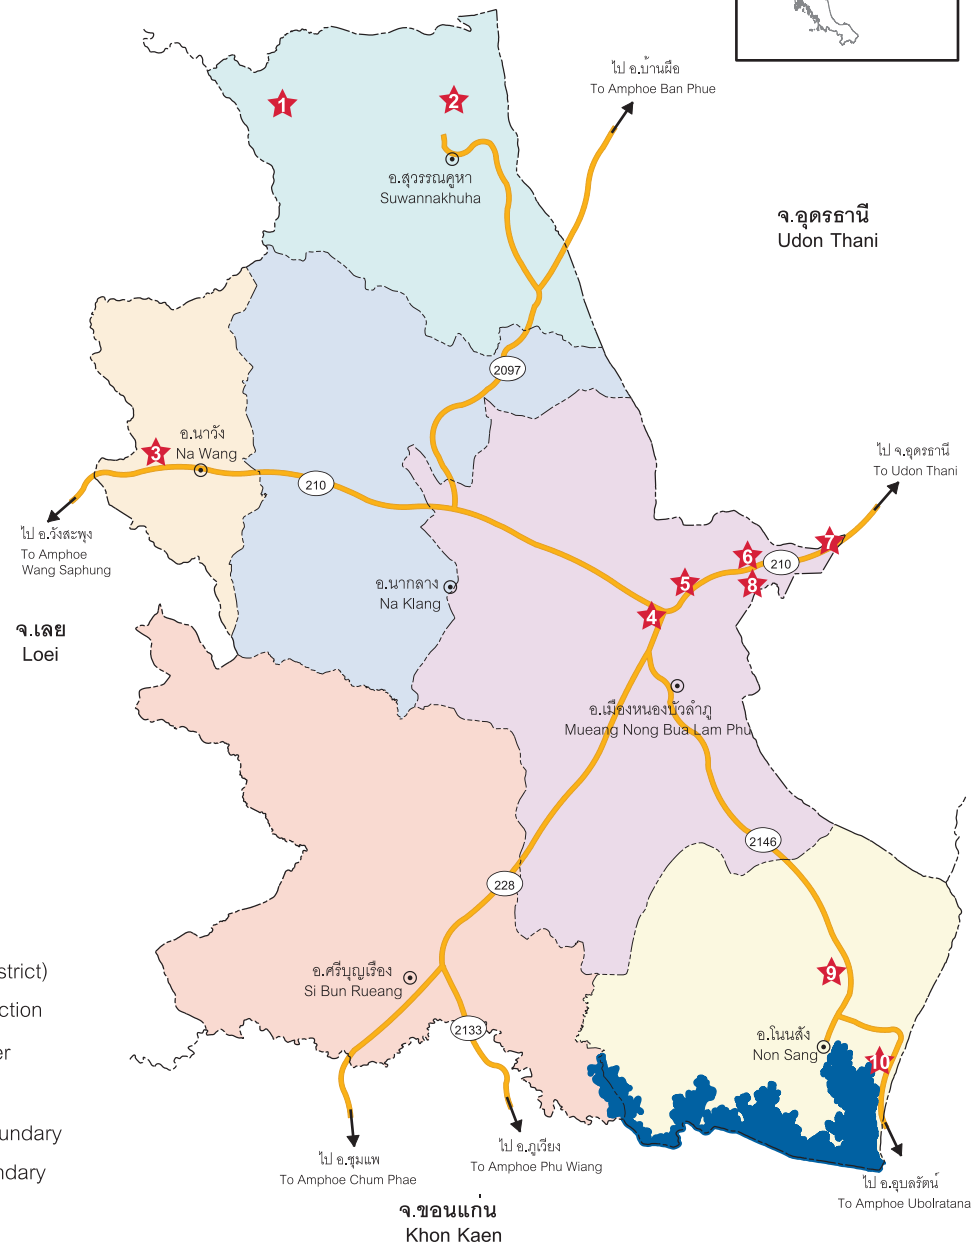 ไป อ.บ้านผือ
To Amphoe Ban Phue
1
2
อ.สุวรรณคูหา
Suwannakhuha
จ.อุดรธานี
Udon Thani
2097
อ.นาวัง
3
Na Wang
ไป จ.อุดรธานี
To Udon Thani
210
ไป อ.วังสะพุง
To Amphoe
Wang Saphung
7
6
210
5
8
อ.นากลาง
Na Klang
4
จ.เลย
Loei
อ.เมืองหนองบัวลำภู
Mueang Nong Bua Lam Phu
2146
228
อ.ศรีบุญเรือง
Si Bun Rueang
9
strict)
ction
2133
อ.โนนสัง
Non Sang
er
10
undary
ndary
ไป อ.ชุมแพ
To Amphoe Chum Phae
ไป อ.ภูเวียง
To Amphoe Phu Wiang
ไป อ.อุบลรัตน์
To Amphoe Ubolratana
จ.ขอนแก่น
Khon Kaen